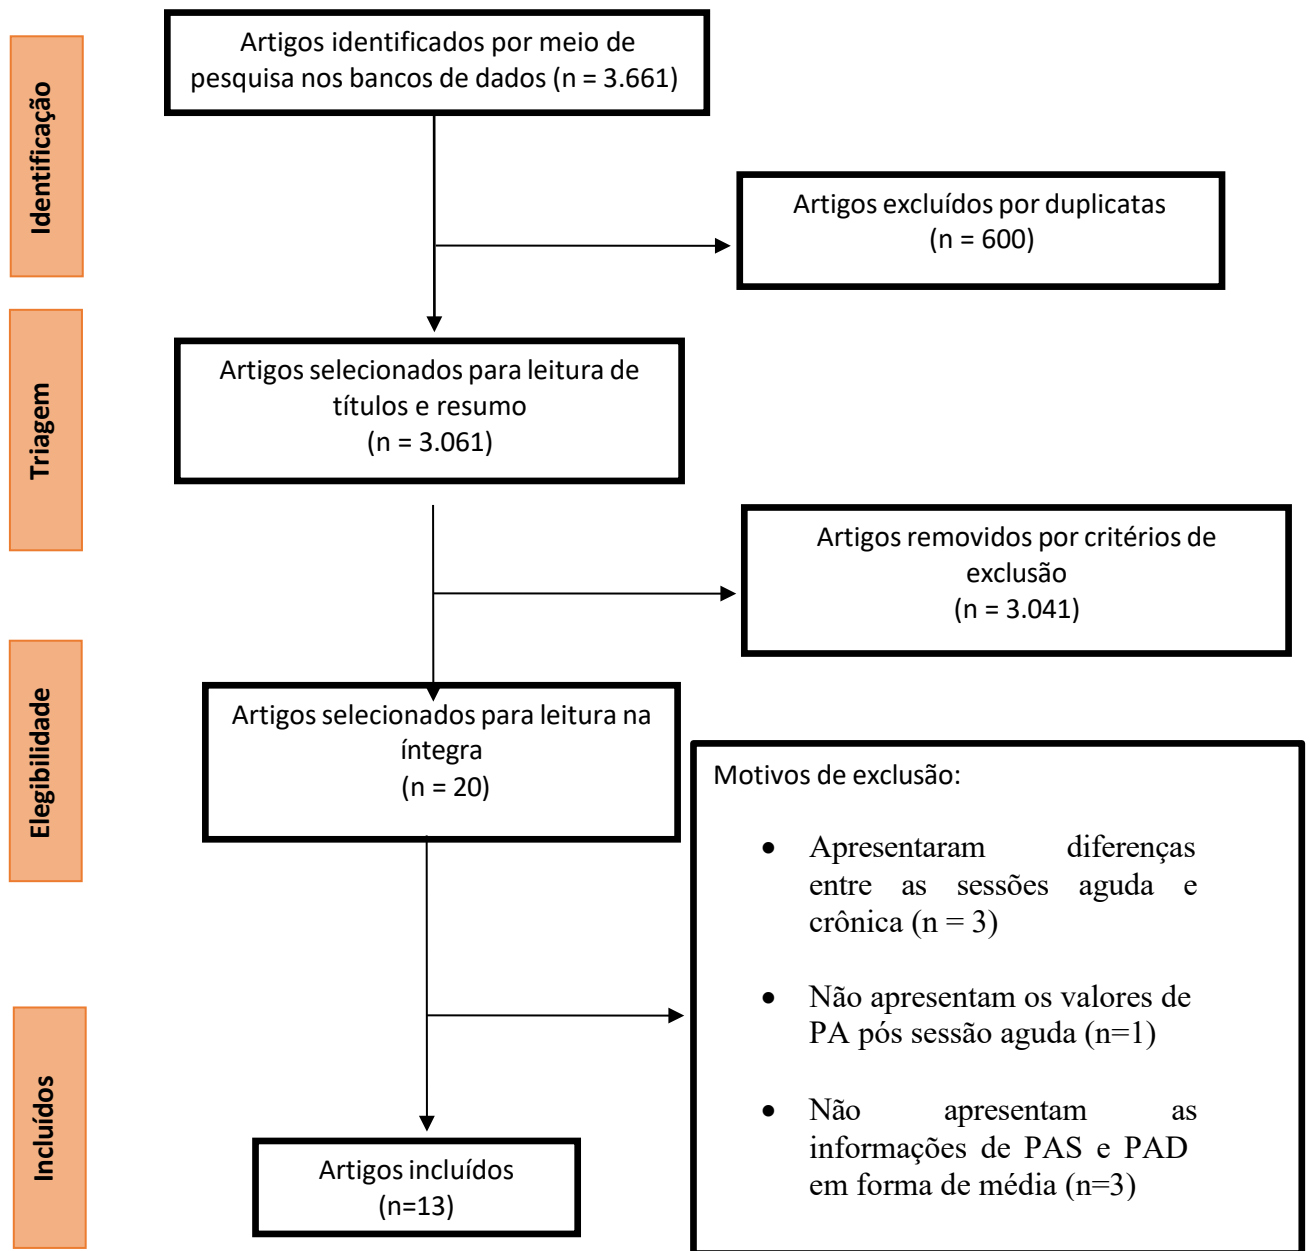 Identificação
Artigos identificados por meio de
pesquisa nos bancos de dados (n = 3.661)
Artigos excluídos por duplicatas
(n = 600)
Triagem
Artigos selecionados para leitura de
títulos e resumo
(n = 3.061)
Artigos removidos por critérios de
exclusão
(n = 3.041)
Elegibilidade
Artigos selecionados para leitura na
íntegra
(n = 20)
Motivos de exclusão:
• Apresentaram diferenças
entre as sessões aguda e
crônica (n = 3)
• Não apresentam os valores de
PA pós sessão aguda (n=1)
• Não apresentam as
informações de PAS e PAD
em forma de média (n=3)
Incluídos
Artigos incluídos
(n=13)